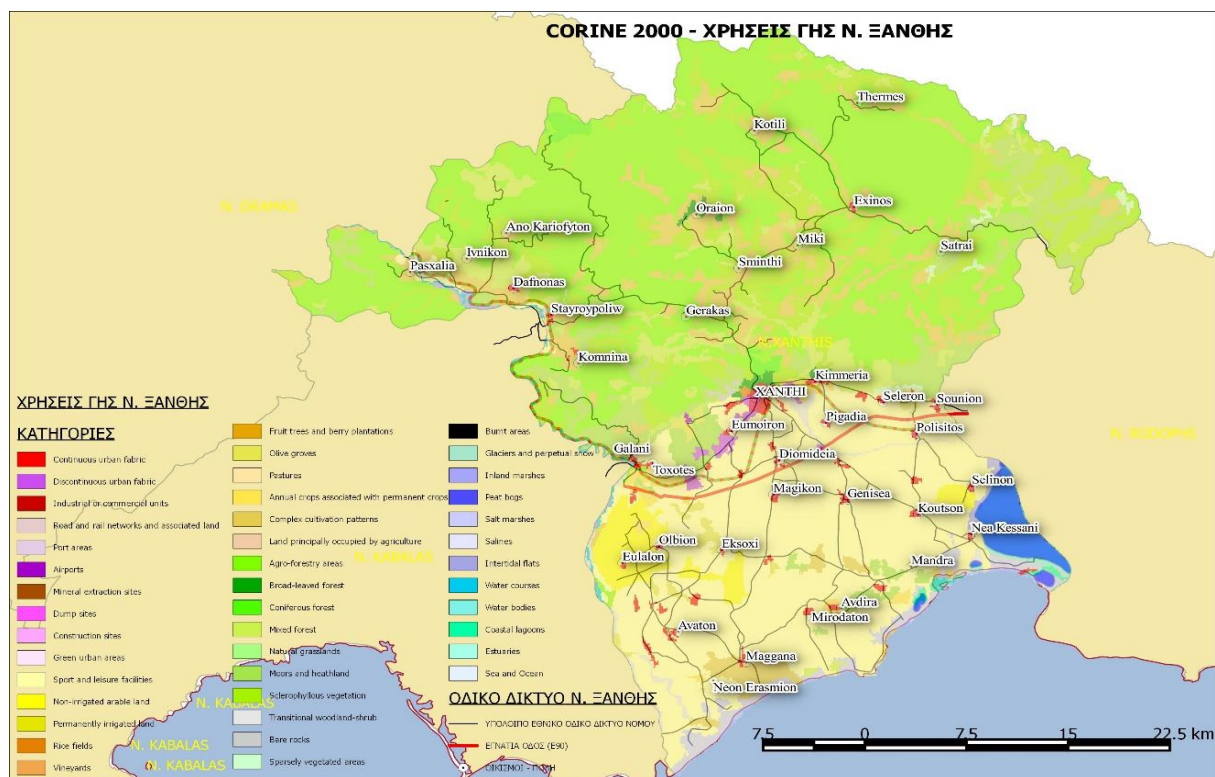 CORINE 2000 - ΧΡΗΣΕΙΣ ΓΗΣ Ν. ΞΑΝΘΗΣ
Thermes
Kotili
Exinos
Oraion
N. DRAMAS
Ano Kariofyton
Miki
Satrai
Ivnikon
Sminthi
Pasxalia
Dafnonas
Stayroypoliw
Gerakas
N.XANTHIS
Komnina
Kimmeria
XANTHI
Seleron
Sounion
Pigadia
Eumoiron
Polisitos
N. RODOPHS
Galani
Diomideia
Toxotes
Selinon
Magikon
Genisea
Koutson
Nea Kessani
Olbion
Eksoxi
Eulalon
Mandra
N. KABALAS
Avdira
Mirodaton
Avaton
Maggana
Neon Erasmion
N. KABALAS
N. KABALAS
N. KABALAS
ΧΡΗΣΕΙΣ ΓΗΣ Ν. ΞΑΝΘΗΣ
ΚΑΤΗΓΟΡΙΕΣ
Continuous urban fabric
Discontinuous urban fabric
Industrial or commercial units
Road and rail networks and associated land
Port areas
Airports
Mineral extraction sites
Dump sites
Construction sites
Green urban areas
Sport and leisure facilities
Non-irrigated arable land
Permanently irrigated land
Rice fields
Vineyards
Fruit trees and berry plantations
Olive groves
Pastures
Annual crops associated with permanent crops
Complex cultivation patterns
Land principally occupied by agriculture
Agro-forestry areas
Broad-leaved forest
Coniferous forest
Mixed forest
Natural grasslands
Moors and heathland
Sclerophyllous vegetation
Transitional woodland-shrub
Bare rocks
Sparsely vegetated areas
Burnt areas
Glaciers and perpetual snow
Inland marshes
Peat bogs
Salt marshes
Salines
Intertidal flats
Water courses
Water bodies
Coastal lagoons
Estuaries
Sea and Ocean
ΟΔΙΚΟ ΔΙΚΤΥΟ Ν. ΞΑΝΘΗΣ
ΥΠΟΛΟΙΠΟ ΕΘΝΙΚΟ ΟΔΙΚΟ ΔΙΚΤΥΟ ΝΟΜΟΥ
ΕΓΝΑΤΙΑ ΟΔΟΣ (Ε90)
ΟΙΚΙΣΜΟΙ -
7.5 0 7.5 15 22.5 km